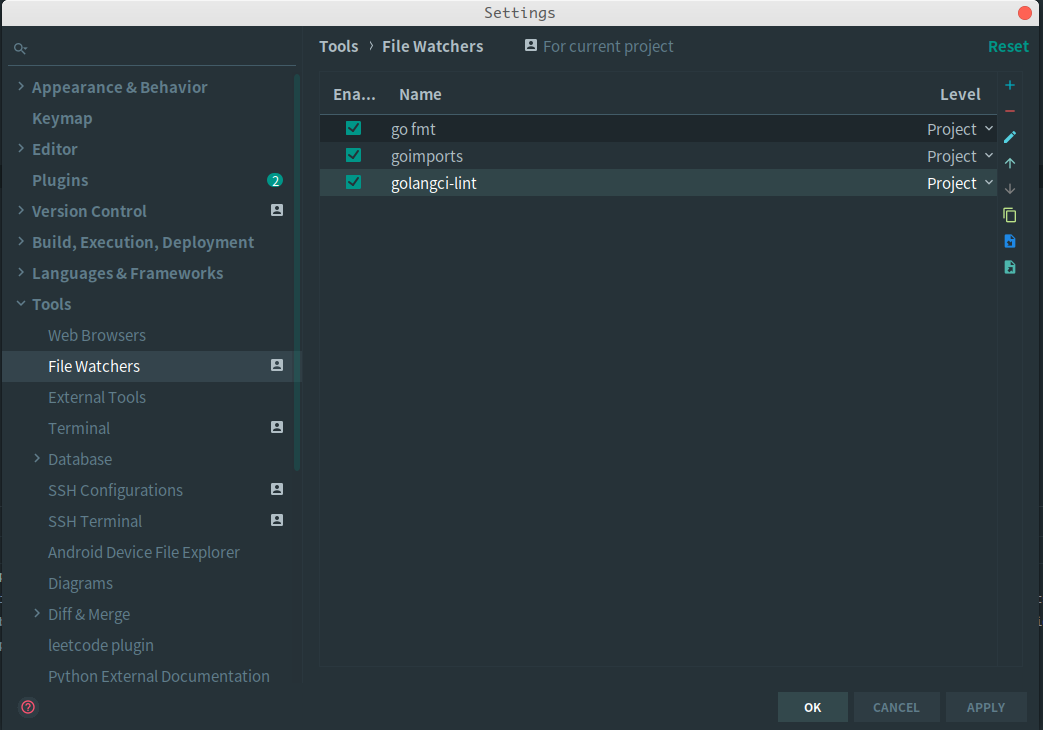 Settings
Tools › File Watchers For current project Reset
Appearance & Behavior
Keymap
Editor
Plugins 2
Version Control
Build, Execution, Deployment
Languages & Frameworks
Tools
Web Browsers
File Watchers
External Tools
Terminal
Database
SSH Configurations
SSH Terminal
Android Device File Explorer
Diagrams
Diff & Merge
leetcode plugin
Python External Documentation
Ena... Name Level
go fmt Project
goimports Project
golangci-lint Project
?
OK CANCEL APPLY